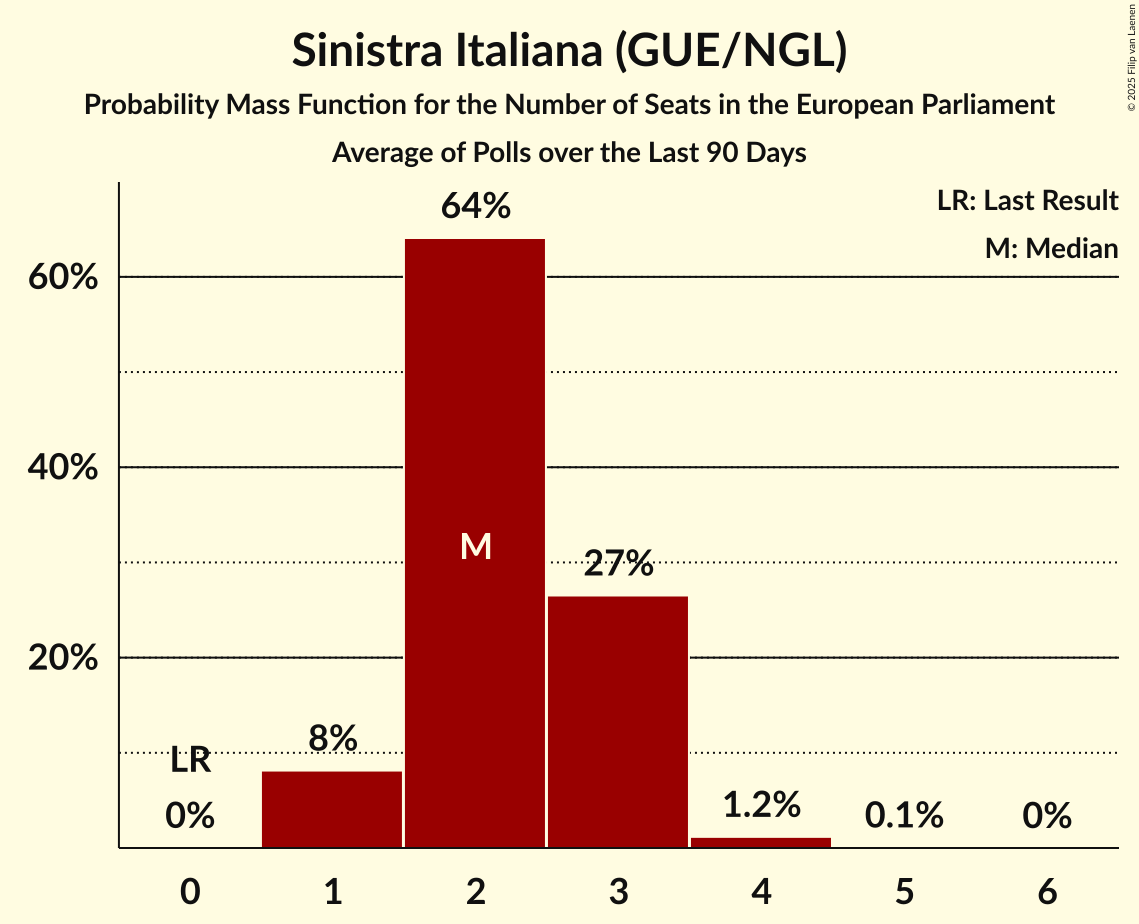 Sinistra Italiana (GUE/NGL)
Probability Mass Function for the Number of Seats in the European Parliament
Average of Polls over the Last 90 Days
© 2025 Filip van Laenen
LR: Last Result
M: Median
64%
60%
40%
M
27%
20%
8%
LR
0%
1.2%
0.1%
0%
0 1 2 3 4 5 6